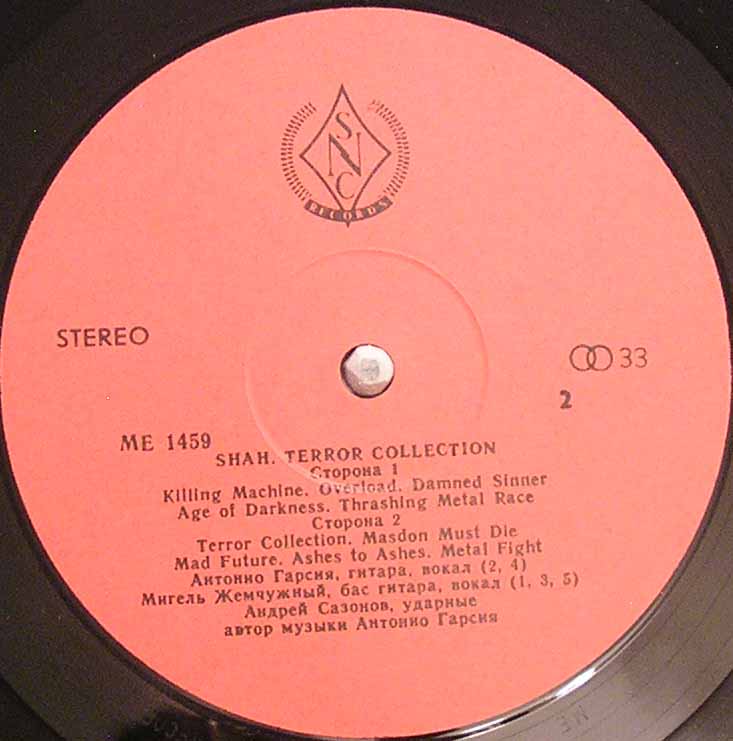 S
N
C
RECORDS
STEREO
33
2
ME 1459
SHAH. TERROR COLLECTION
Сторона 1
Killing Machine. Overload. Damned Sinner
Age of Darkness. Thrashing Metal Race
Сторона 2
Terror Collection. Masdon Must Die
Mad Future. Ashes to Ashes. Metal Fight
Антонио Гарсия, гитара, вокал (2, 4)
Мигель Жемчужный, бас гитара, вокал (1, 3, 5)
Андрей Сазонов, ударные
автор музыки Антонио Гарсия